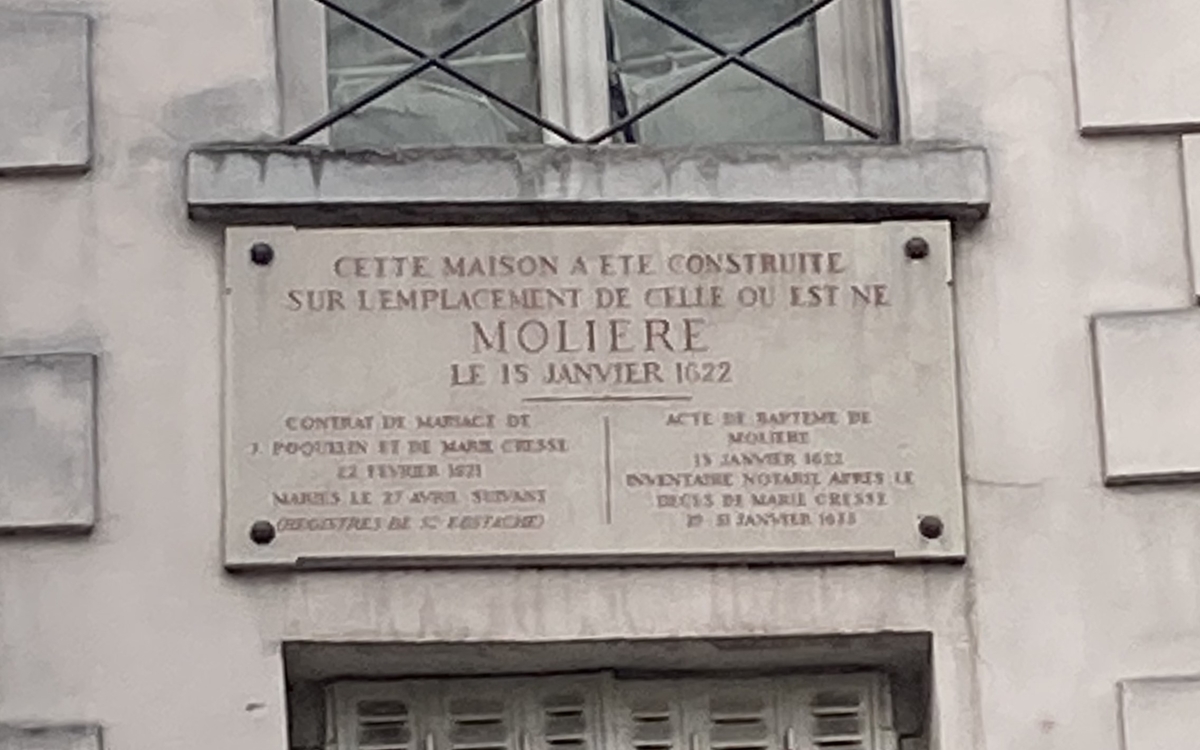 CETTE MAISON A ETE CONSTRUITE
SUR L'EMPLACEMENT DE CELLE OU EST NE
MOLIERE
LE 15 JANVIER 1622
CONTRAT DE MARIAGE DE
J. POQUELIN ET DE MARIE CRESSE
22 FEVRIER 1621
MARIES LE 27 AVRIL SUIVANT
(REGISTRES DE St EUSTACHE)
ACTE DE BAPTEME DE
MOLIERE
15 JANVIER 1622
INVENTAIRE NOTARIE APRES LE
DECES DE MARIE CRESSE
31 JANVIER